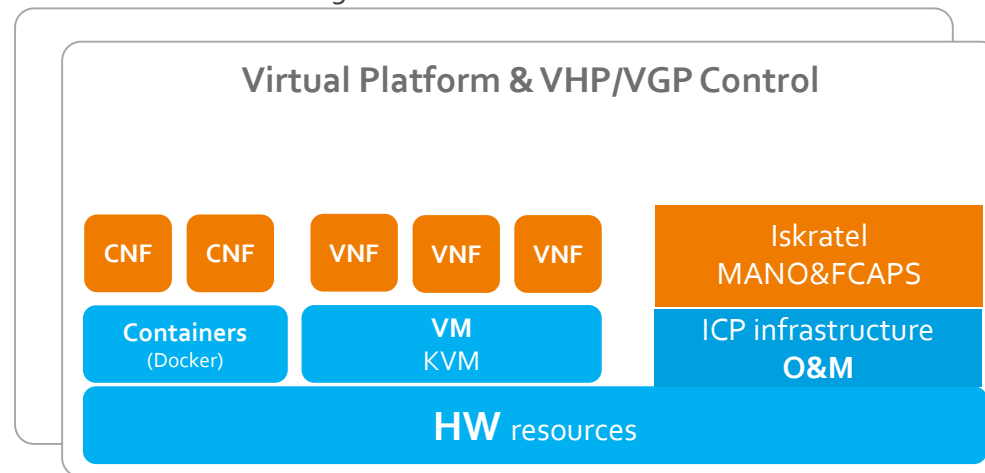 Virtual Platform & VHP/VGP Control
CNF CNF VNF VNF VNF
Iskratel
MANO&FCAPS
Containers
(Docker)
VM
KVM
ICP infrastructure
O&M
HW resources